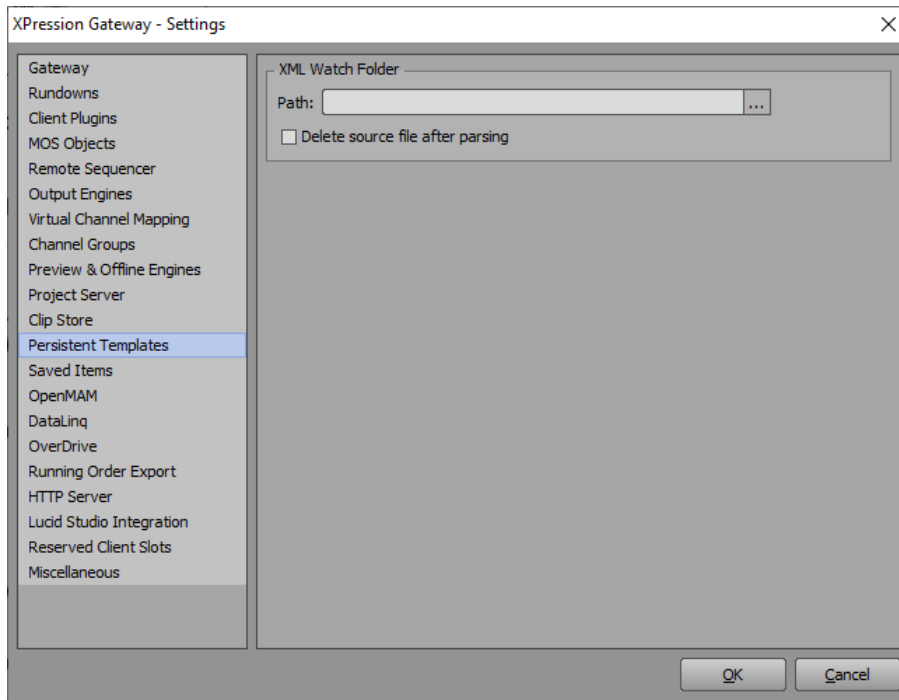 XPression Gateway - Settings
Gateway
Rundowns
Client Plugins
MOS Objects
Remote Sequencer
Output Engines
Virtual Channel Mapping
Channel Groups
Preview & Offline Engines
Project Server
Clip Store
Persistent Templates
Saved Items
OpenMAM
DataLinq
OverDrive
Running Order Export
HTTP Server
Lucid Studio Integration
Reserved Client Slots
Miscellaneous
XML Watch Folder
Path: ...
Delete source file after parsing
OK Cancel